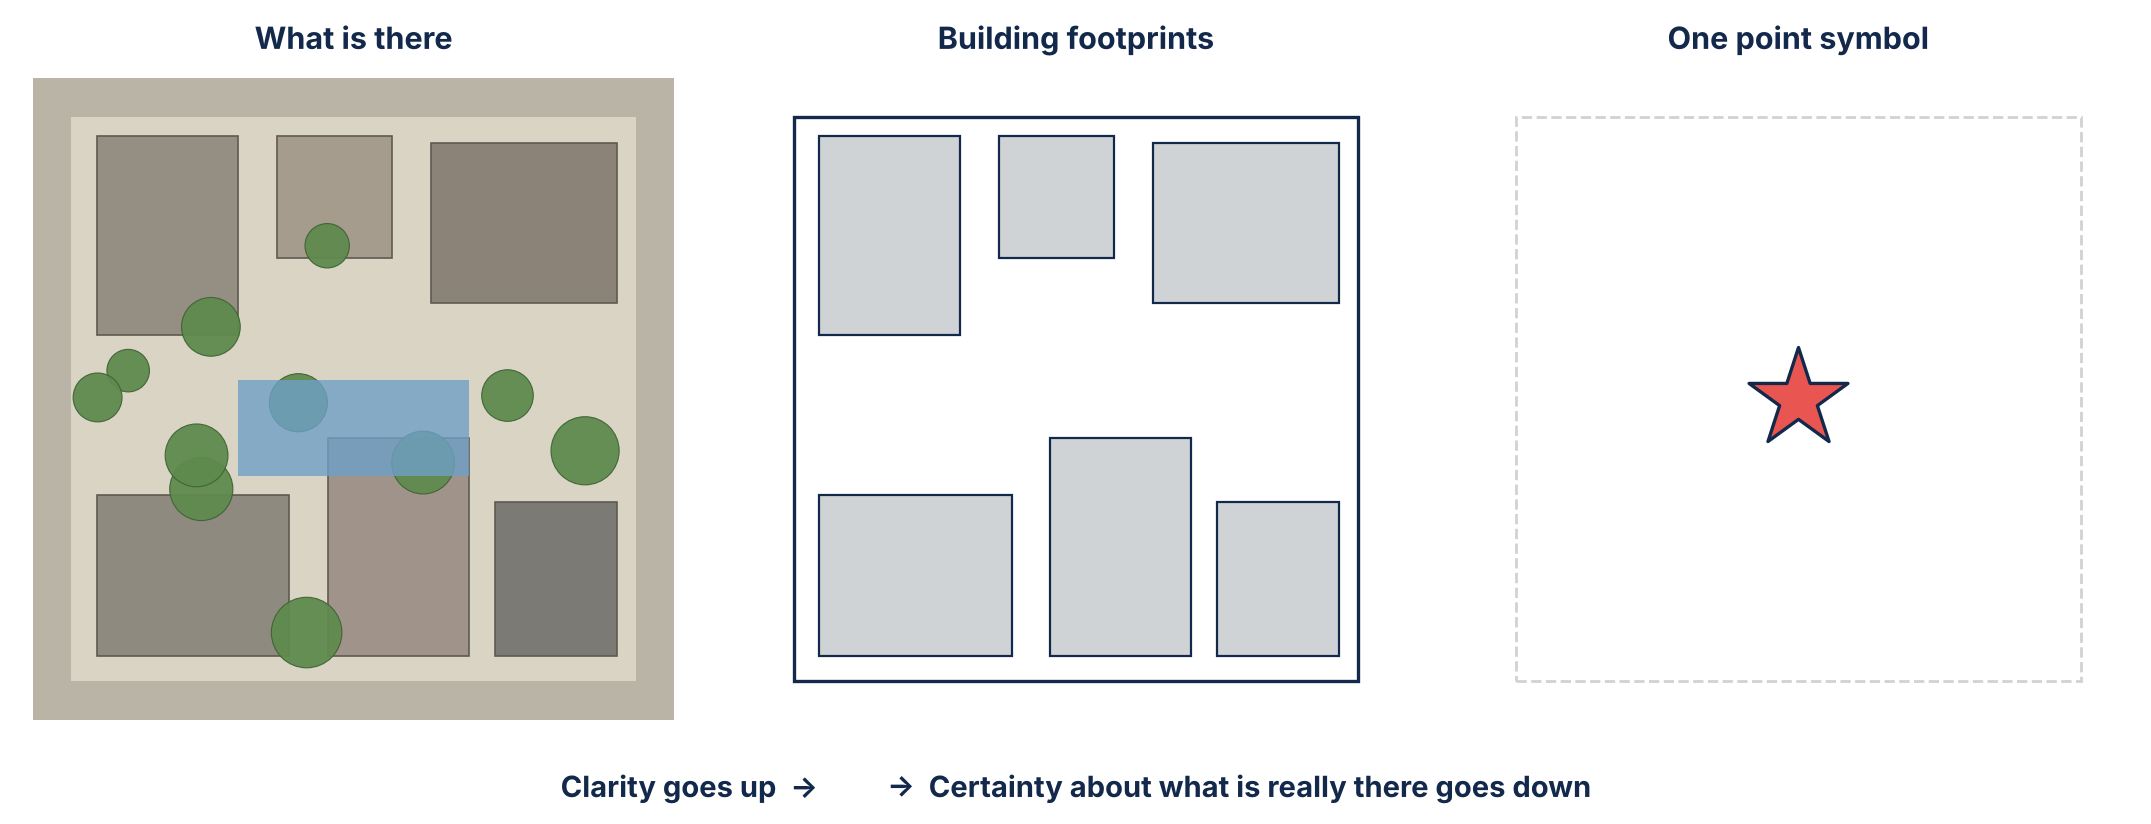 What is there
Building footprints
One point symbol
Clarity goes up → → Certainty about what is really there goes down